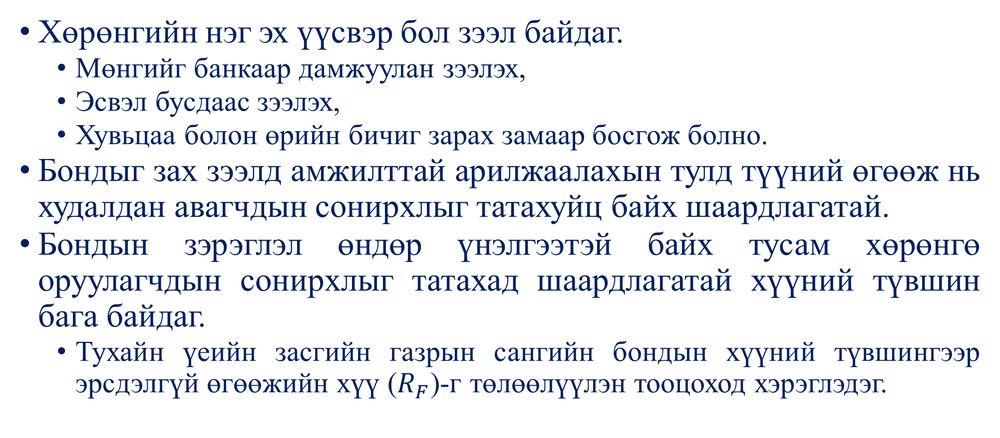 • Хөрөнгийн нэг эх үүсвэр бол зээл байдаг.
• Мөнгийг банкаар дамжуулан зээлэх,
• Эсвэл бусдаас зээлэх,
• Хувьцаа болон өрийн бичиг зарах замаар босгож болно.
• Бондыг зах зээлд амжилттай арилжаалахын тулд түүний өгөөж нь
худалдан авагчдын сонирхлыг татахуйц байх шаардлагатай.
• Бондын зэрэглэл өндөр үнэлгээтэй байх тусам хөрөнгө
оруулагчдын сонирхлыг татахад шаардлагатай хүүний түвшин
бага байдаг.
• Тухайн үеийн засгийн газрын сангийн бондын хүүний түвшингээр
эрсдэлгүй өгөөжийн хүү (R_F)-г төлөөлүүлэн тооцоход хэрэглэдэг.